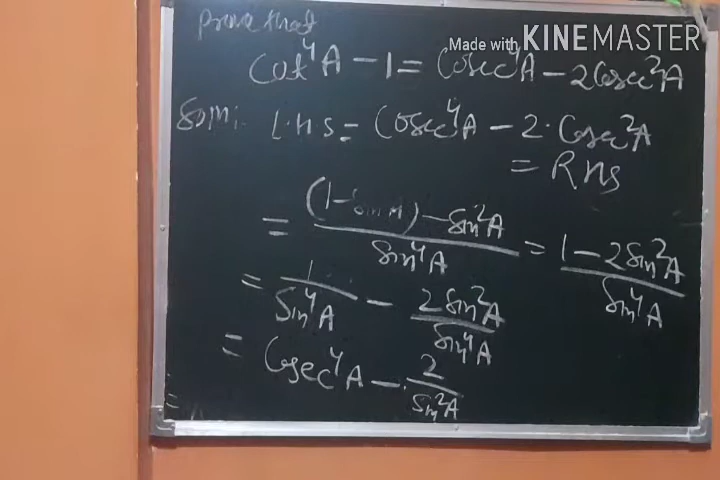 Prove that
Made with KINEMASTER
Cot⁴A - 1 = Cosec⁴A - 2Cosec²A
Soln: L.H S = Cosec⁴A - 2 · Cosec²A
= RHS
= ((1 - Sin²A) - Sin²A)/Sin⁴A = (1 - 2Sin²A)/Sin⁴A
= 1/Sin⁴A - 2Sin²A/Sin⁴A
= Cosec⁴A - 2/Sin²A
=